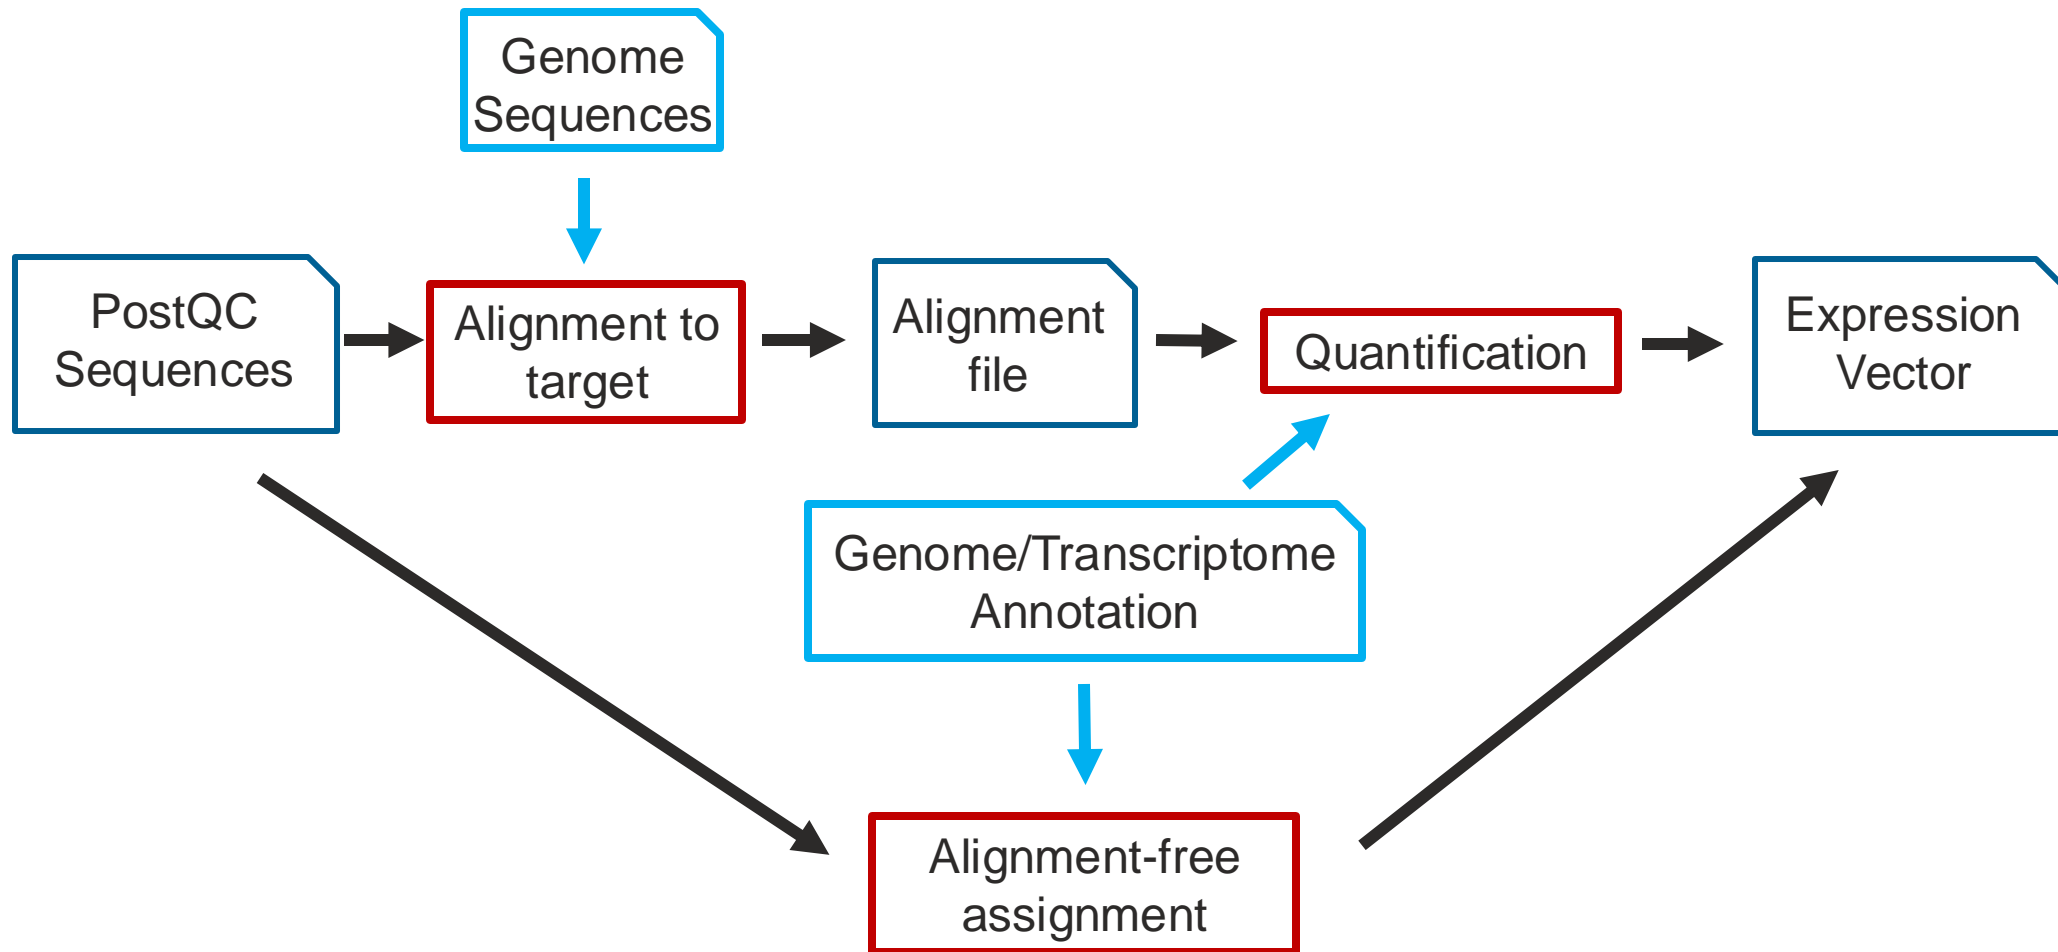 Genome
Sequences
PostQC
Sequences
Alignment to
target
Alignment
file
Quantification
Expression
Vector
Genome/Transcriptome
Annotation
Alignment-free
assignment